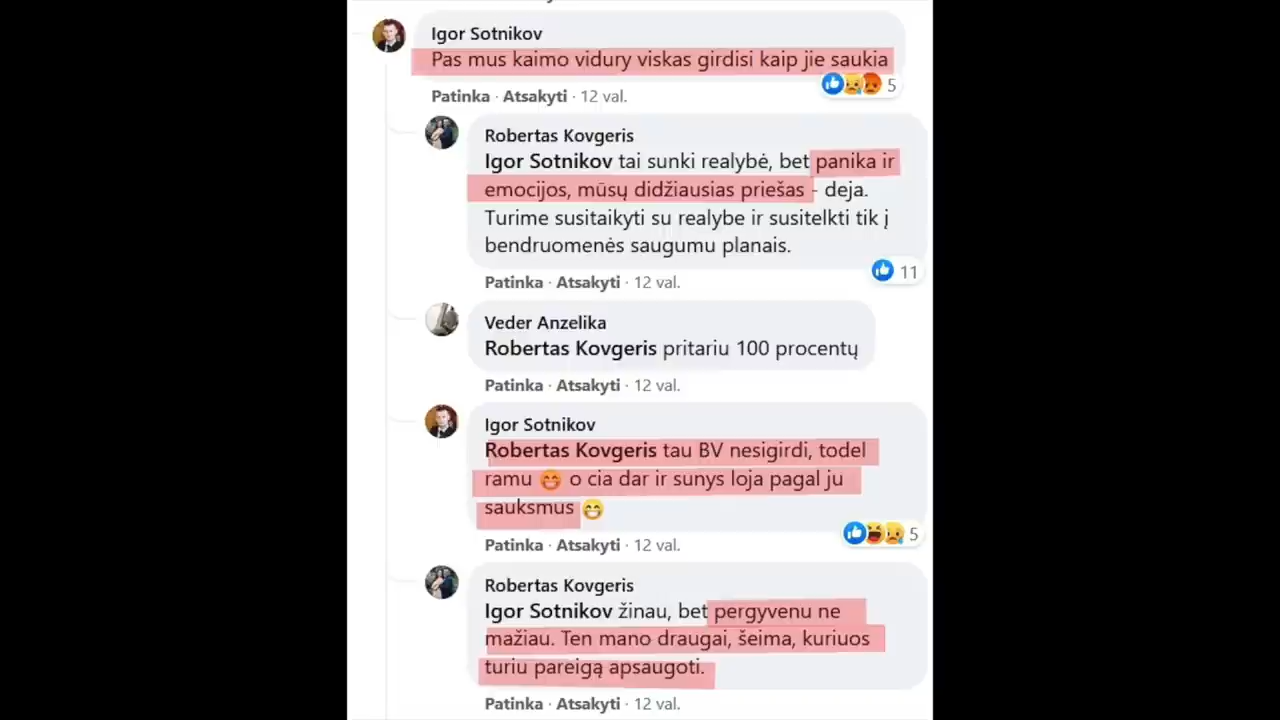 Igor Sotnikov
Pas mus kaimo vidury viskas girdisi kaip jie saukia
5
Patinka · Atsakyti · 12 val.
Robertas Kovgeris
Igor Sotnikov tai sunki realybė, bet panika ir
emocijos, mūsų didžiausias priešas - deja.
Turime susitaikyti su realybe ir susitelkti tik į
bendruomenės saugumu planais.
11
Patinka · Atsakyti · 12 val.
Veder Anzelika
Robertas Kovgeris pritariu 100 procentų
Patinka · Atsakyti · 12 val.
Igor Sotnikov
Robertas Kovgeris tau BV nesigirdi, todel
ramu 😁 o cia dar ir sunys loja pagal ju
sauksmus 😁
5
Patinka · Atsakyti · 12 val.
Robertas Kovgeris
Igor Sotnikov žinau, bet pergyvenu ne
mažiau. Ten mano draugai, šeima, kuriuos
turiu pareigą apsaugoti.
Patinka · Atsakyti · 12 val.